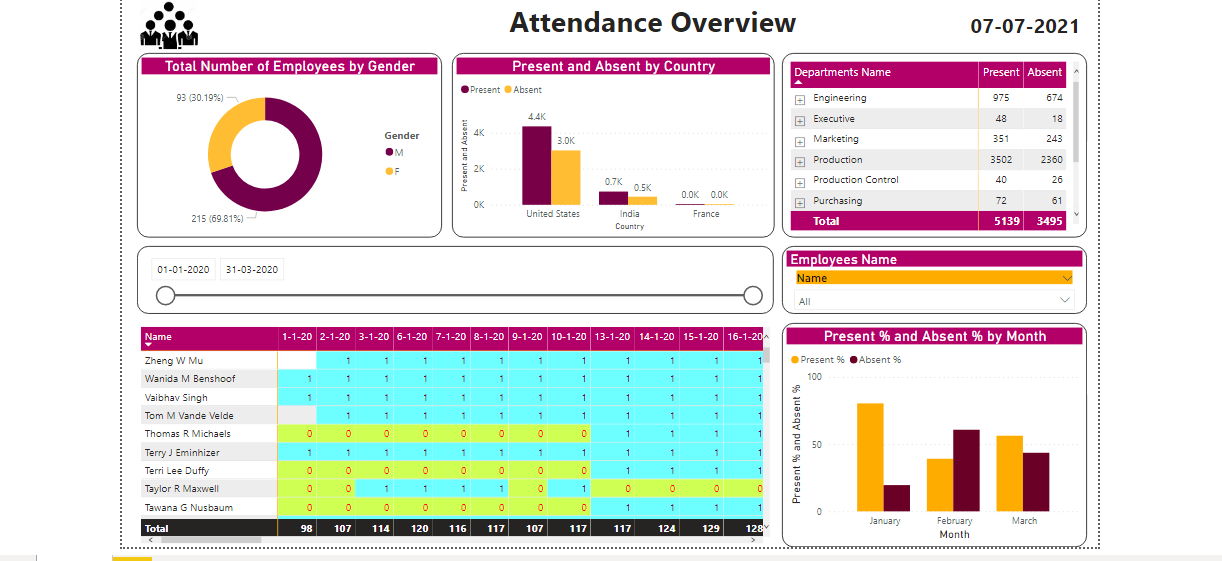 Attendance Overview
07-07-2021
Total Number of Employees by Gender
93 (30.19%)
215 (69.81%)
Gender
M
F
Present and Absent by Country
Present Absent
Present and Absent
4K
2K
0K
4.4K
3.0K
0.7K
0.5K
0.0K 0.0K
United States India France
Country
Departments Name Present Absent
Engineering 975 674
Executive 48 18
Marketing 351 243
Production 3502 2360
Production Control 40 26
Purchasing 72 61
Total 5139 3495
01-01-2020 31-03-2020
Employees Name
Name
All
Name 1-1-20 2-1-20 3-1-20 6-1-20 7-1-20 8-1-20 9-1-20 10-1-20 13-1-20 14-1-20 15-1-20 16-1-20
Zheng W Mu 1 1 1 1 1 1 1 1 1 1 1
Wanida M Benshoof 1 1 1 1 1 1 1 1 1 1 1 1
Vaibhav Singh 1 1 1 1 1 1 1 1 1 1 1 1
Tom M Vande Velde 1 1 1 1 1 1 1 1 1 1 1
Thomas R Michaels 0 0 0 0 0 0 0 0 1 1 1 1
Terry J Eminhizer 1 1 1 1 1 1 1 1 1 1 1 1
Terri Lee Duffy 0 0 0 0 0 0 0 0 1 1 1 1
Taylor R Maxwell 0 0 1 1 1 1 0 1 0 0 0 0
Tawana G Nusbaum 0 0 0 0 0 0 0 0 1 1 1 1
Total 98 107 114 120 116 117 107 117 117 124 129 128
Present % and Absent % by Month
Present % Absent %
Present % and Absent %
100
50
0
January February March
Month